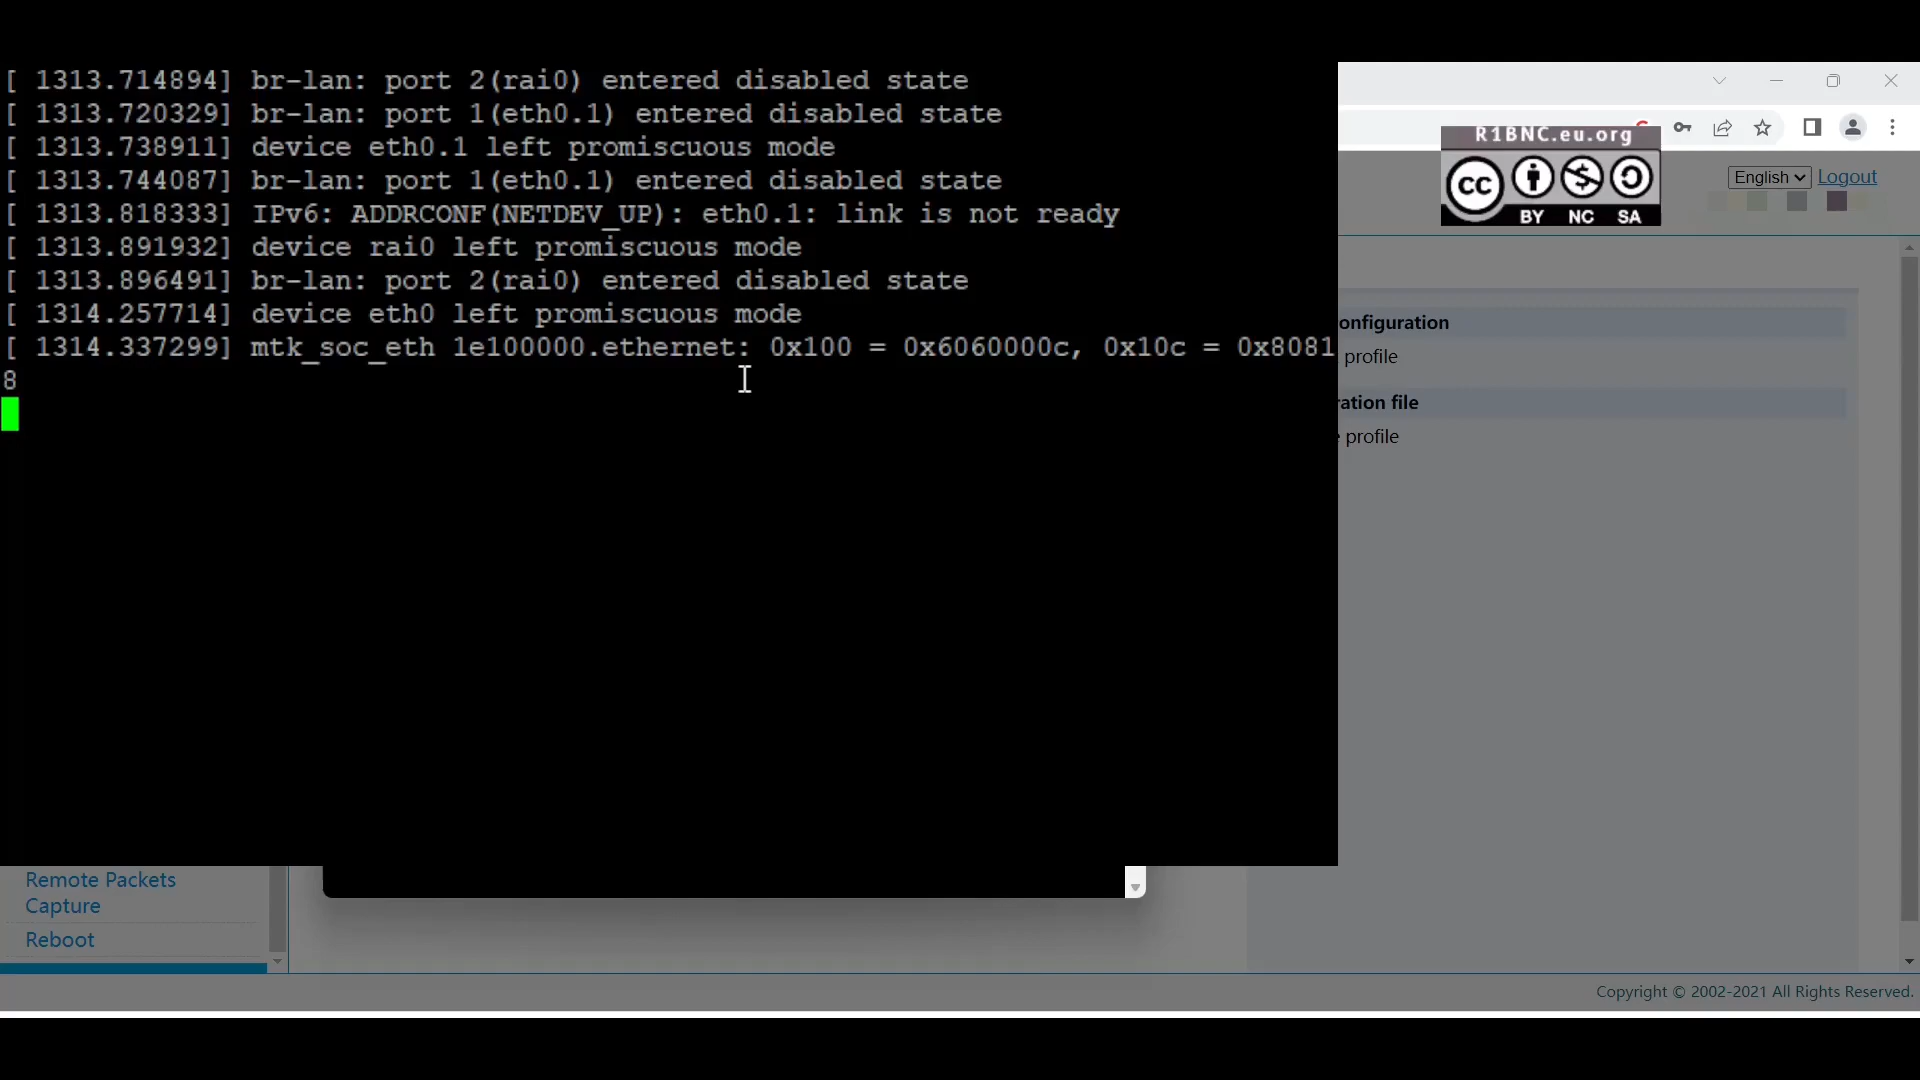 [ 1313.714894] br-lan: port 2(rai0) entered disabled state
[ 1313.720329] br-lan: port 1(eth0.1) entered disabled state
[ 1313.738911] device eth0.1 left promiscuous mode
[ 1313.744087] br-lan: port 1(eth0.1) entered disabled state
[ 1313.818333] IPv6: ADDRCONF(NETDEV_UP): eth0.1: link is not ready
[ 1313.891932] device rai0 left promiscuous mode
[ 1313.896491] br-lan: port 2(rai0) entered disabled state
[ 1314.257714] device eth0 left promiscuous mode
[ 1314.337299] mtk_soc_eth 1e100000.ethernet: 0x100 = 0x6060000c, 0x10c = 0x8081
8
R1BNC.eu.org
cc
BY NC SA
English
Logout
onfiguration
profile
ration file
profile
Remote Packets
Capture
Reboot
Copyright © 2002-2021 All Rights Reserved.